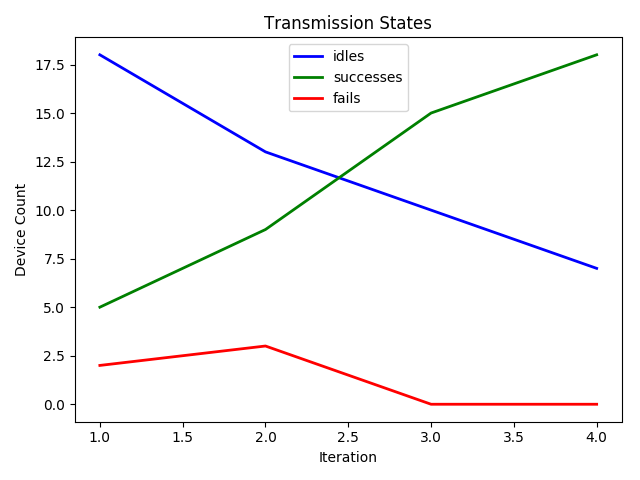 Transmission States
idles
successes
fails
17.5
15.0
12.5
10.0
7.5
5.0
2.5
0.0
Device Count
1.0 1.5 2.0 2.5 3.0 3.5 4.0
Iteration